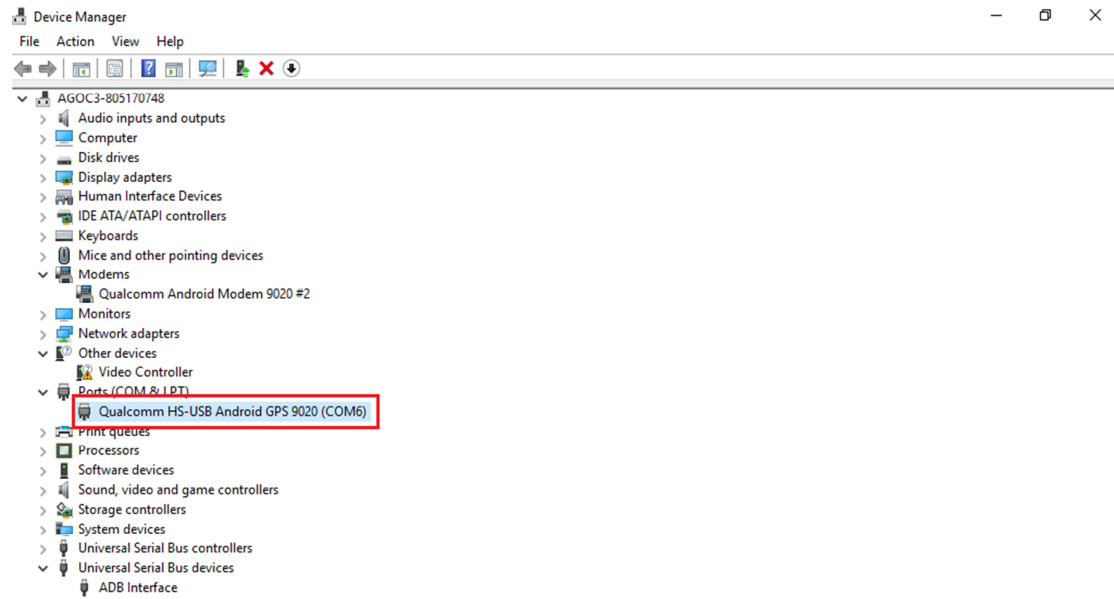 Device Manager
File Action View Help
AGOC3-805170748
Audio inputs and outputs
Computer
Disk drives
Display adapters
Human Interface Devices
IDE ATA/ATAPI controllers
Keyboards
Mice and other pointing devices
Modems
Qualcomm Android Modem 9020 #2
Monitors
Network adapters
Other devices
Video Controller
Ports (COM & LPT)
Qualcomm HS-USB Android GPS 9020 (COM6)
Print queues
Processors
Software devices
Sound, video and game controllers
Storage controllers
System devices
Universal Serial Bus controllers
Universal Serial Bus devices
ADB Interface